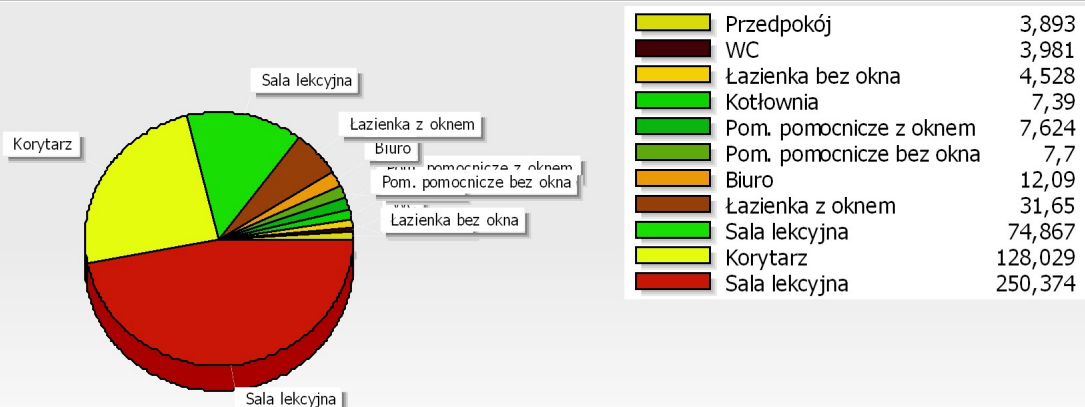 Sala lekcyjna
Korytarz
Łazienka z oknem
Biuro
Pom. pomocnicze z oknem
Pom. pomocnicze bez okna
Łazienka bez okna
Sala lekcyjna
Przedpokój 3,893
WC 3,981
Łazienka bez okna 4,528
Kotłownia 7,39
Pom. pomocnicze z oknem 7,624
Pom. pomocnicze bez okna 7,7
Biuro 12,09
Łazienka z oknem 31,65
Sala lekcyjna 74,867
Korytarz 128,029
Sala lekcyjna 250,374